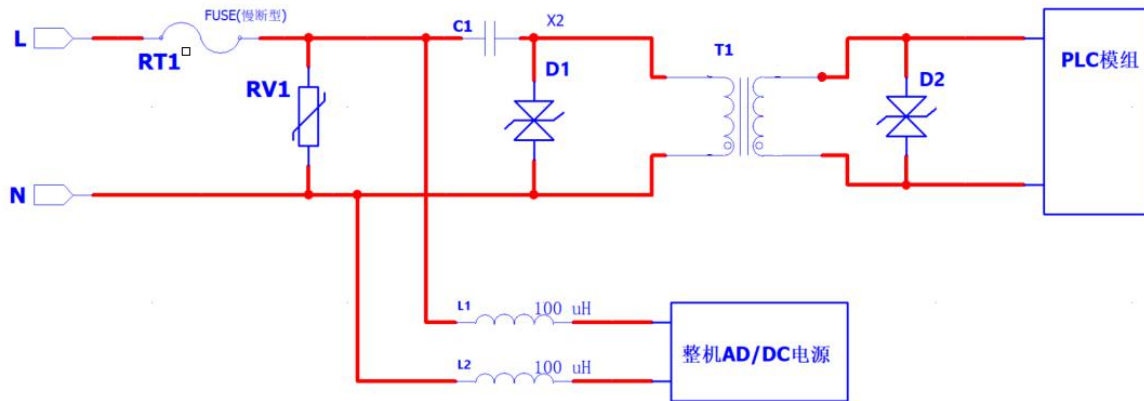 FUSE(慢断型)
C1
X2
L
RT1
T1
PLC模组
RV1
D1
D2
N
L1
100 uH
整机AD/DC电源
L2
100 uH